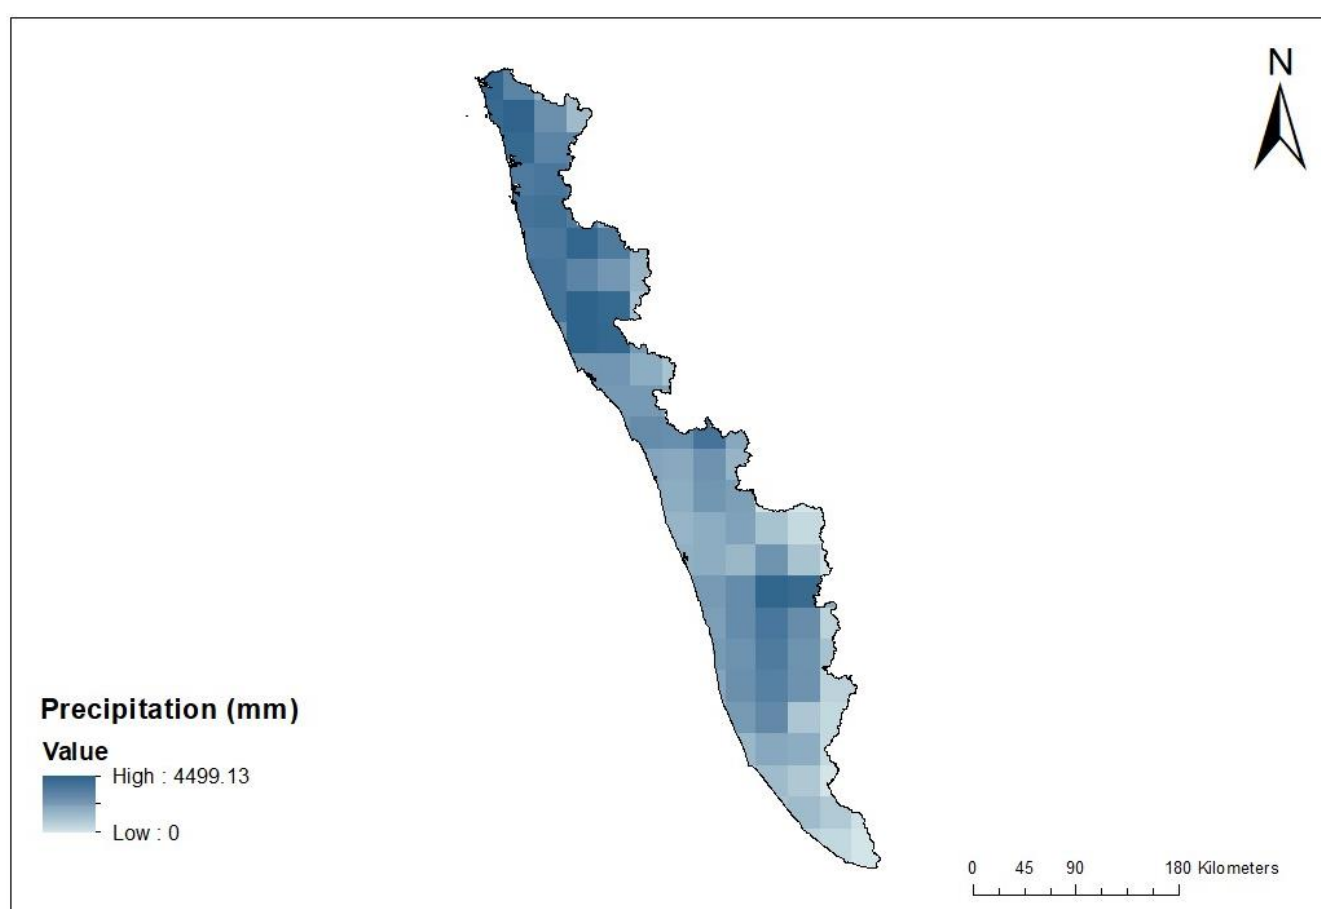 N
Precipitation (mm)
Value
High : 4499.13
Low : 0
0 45 90 180 Kilometers